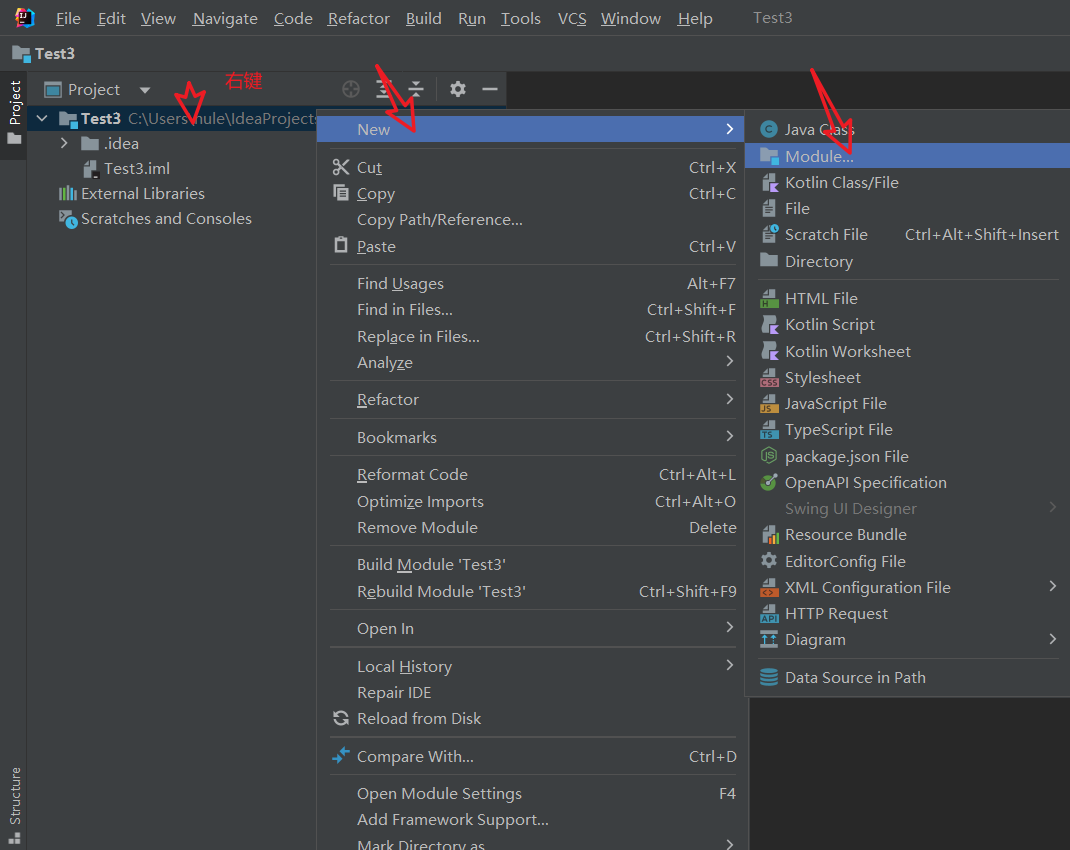 File Edit View Navigate Code Refactor Build Run Tools VCS Window Help Test3
Test3
Project
Project
右键
Test3 C:\Users\hule\IdeaProjects
.idea
Test3.iml
External Libraries
Scratches and Consoles
New
Cut Ctrl+X
Copy Ctrl+C
Copy Path/Reference...
Paste Ctrl+V
Find Usages Alt+F7
Find in Files... Ctrl+Shift+F
Replace in Files... Ctrl+Shift+R
Analyze
Refactor
Bookmarks
Reformat Code Ctrl+Alt+L
Optimize Imports Ctrl+Alt+O
Remove Module Delete
Build Module 'Test3'
Rebuild Module 'Test3' Ctrl+Shift+F9
Open In
Local History
Repair IDE
Reload from Disk
Compare With... Ctrl+D
Open Module Settings F4
Add Framework Support...
Mark Directory as
Java Class
Module...
Kotlin Class/File
File
Scratch File Ctrl+Alt+Shift+Insert
Directory
HTML File
Kotlin Script
Kotlin Worksheet
Stylesheet
JavaScript File
TypeScript File
package.json File
OpenAPI Specification
Swing UI Designer
Resource Bundle
EditorConfig File
XML Configuration File
HTTP Request
Diagram
Data Source in Path
Structure